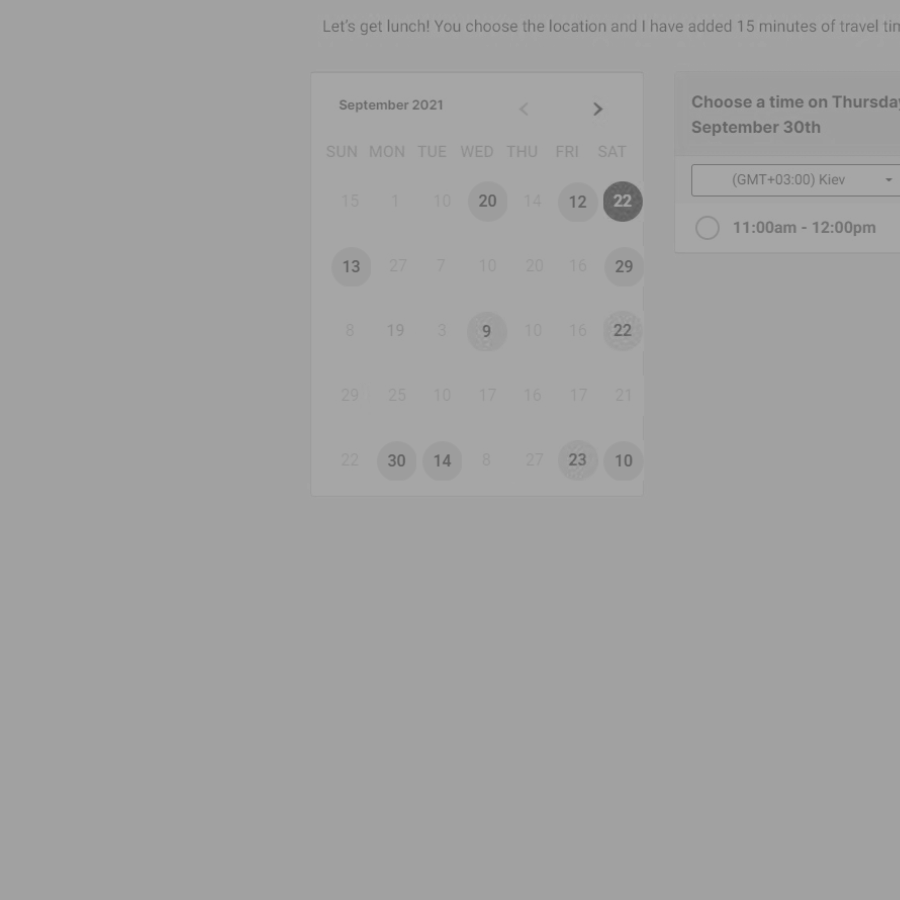 Let's get lunch! You choose the location and I have added 15 minutes of travel
September 2021
SUN MON TUE WED THU FRI SAT
15 1 10 20 14 12 22
13 27 7 10 20 16 29
8 19 3 9 10 16 22
29 25 10 17 16 17 21
22 30 14 8 27 23 10
Choose a time on Thursday
September 30th
(GMT+03:00) Kiev
11:00am - 12:00pm